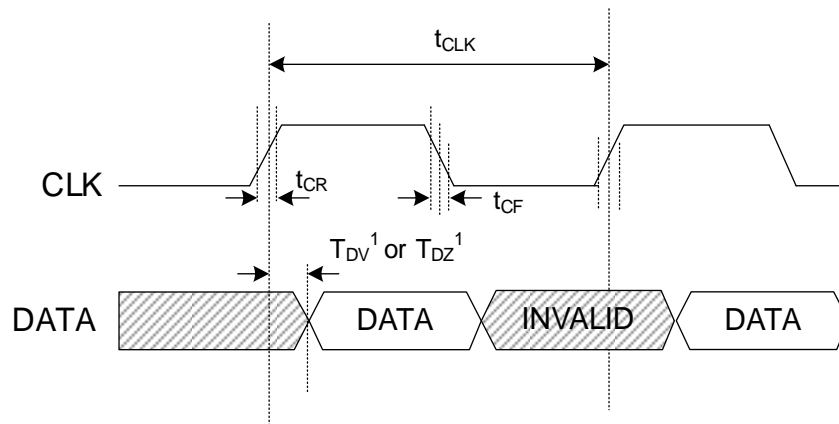 tCLK
CLK
tCR
tCF
TDV1 or TDZ1
DATA
DATA
INVALID
DATA